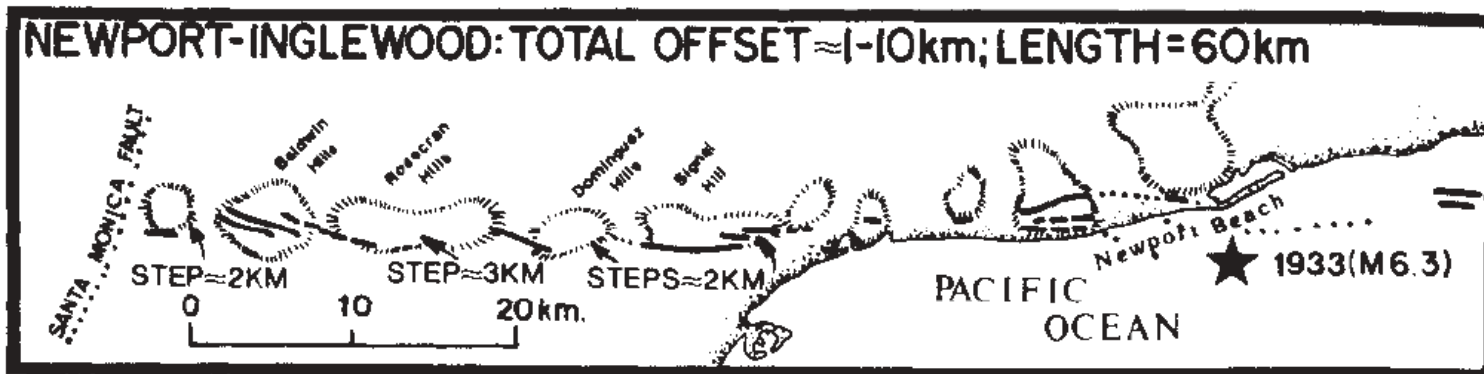 NEWPORT-INGLEWOOD: TOTAL OFFSET ≈1-10km; LENGTH=60km
SANTA MONICA FAULT
Baldwin
Hills
Rosecran
Hills
Dominguez
Hills
Signal
Hill
STEP≈2KM
STEP≈3KM
STEPS≈2KM
Newport Beach
1933(M6.3)
0 10 20km.
PACIFIC
OCEAN